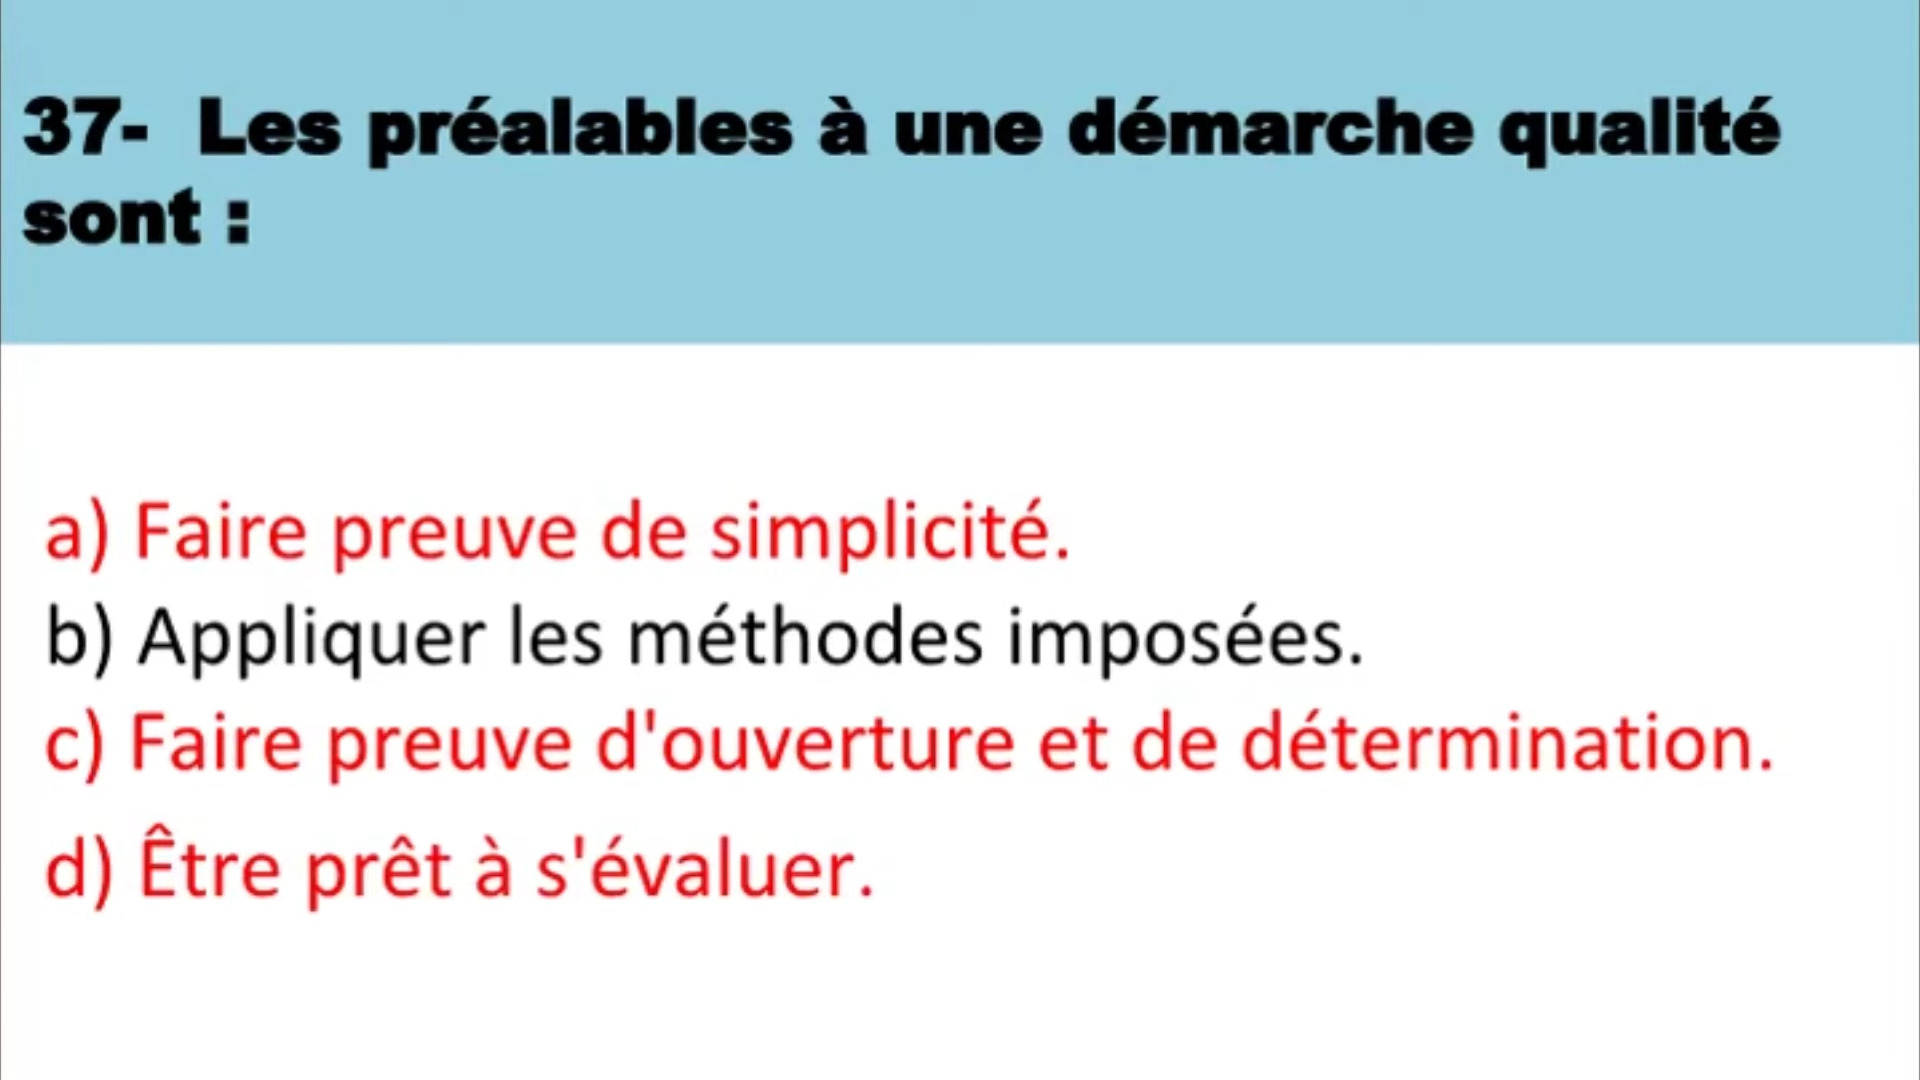 37- Les préalables à une démarche qualité
sont :
a) Faire preuve de simplicité.
b) Appliquer les méthodes imposées.
c) Faire preuve d'ouverture et de détermination.
d) Être prêt à s'évaluer.